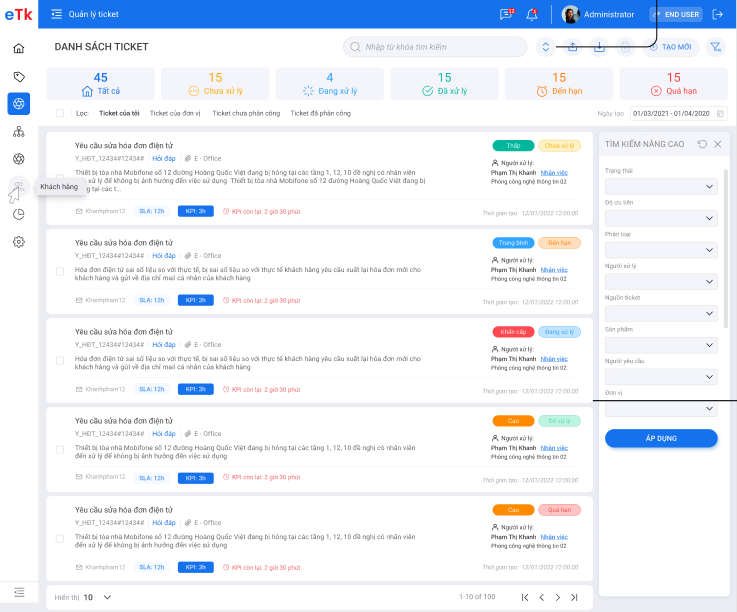 eTk
Quản lý ticket
Administrator
END USER
DANH SÁCH TICKET
Nhập từ khóa tìm kiếm
TẠO MỚI
45
Tất cả
15
Chưa xử lý
4
Đang xử lý
15
Đã xử lý
15
Đến hạn
15
Quá hạn
Lọc: Ticket của tôi Ticket của đơn vị Ticket chưa phân công Ticket đã phân công
Ngày tạo 01/03/2021 - 01/04/2020
Khách hàng
Yêu cầu sửa hóa đơn điện tử
Y_HĐT_12434#12434# Hỏi đáp E - Office
Thiết bị tòa nhà Mobifone số 12 đường Hoàng Quốc Việt đang bị hỏng tại các tầng 1, 12, 10 đề nghị có nhân viên
xử lý để không bị ảnh hưởng đến việc sử dụng. Thiết bị tòa nhà Mobifone số 12 Hoàng Quốc Việt đang bị
tại các t...
Khanhpham12 SLA: 12h KPI: 3h KPI còn lại: 2 giờ 30 phút
Thấp Chưa xử lý
Người xử lý:
Phạm Thị Khanh Nhận việc
Phòng công nghệ thông tin 02
Thời gian tạo: 12/01/2022 12:00:00
Yêu cầu sửa hóa đơn điện tử
Y_HĐT_12434#12434# Hỏi đáp E - Office
Hóa đơn điện tử sai số liệu so với thực tế, bị sai số liệu so với thực tế khách hàng yêu cầu xuất lại hóa đơn mới cho
khách hàng và gửi về địa chỉ mail cá nhân của khách hàng
Khanhpham12 SLA: 12h KPI: 3h KPI còn lại: 2 giờ 30 phút
Trung bình Đến hạn
Người xử lý:
Phạm Thị Khanh Nhận việc
Phòng công nghệ thông tin 02
Thời gian tạo: 12/01/2022 12:00:00
Yêu cầu sửa hóa đơn điện tử
Y_HĐT_12434#12434# Hỏi đáp E - Office
Hóa đơn điện tử sai số liệu so với thực tế, bị sai số liệu so với thực tế khách hàng yêu cầu xuất lại hóa đơn mới cho
khách hàng và gửi về địa chỉ mail cá nhân của khách hàng
Khanhpham12 SLA: 12h KPI: 3h KPI còn lại: 2 giờ 30 phút
Khẩn cấp Đang xử lý
Người xử lý:
Phạm Thị Khanh Nhận việc
Phòng công nghệ thông tin 02
Thời gian tạo: 12/01/2022 12:00:00
Yêu cầu sửa hóa đơn điện tử
Y_HĐT_12434#12434# Hỏi đáp E - Office
Thiết bị tòa nhà Mobifone số 12 đường Hoàng Quốc Việt đang bị hỏng tại các tầng 1, 12, 10 đề nghị có nhân viên
đến xử lý để không bị ảnh hưởng đến việc sử dụng.
Khanhpham12 SLA: 12h KPI: 3h KPI còn lại: 2 giờ 30 phút
Cao Đã xử lý
Người xử lý:
Phạm Thị Khanh Nhận việc
Phòng công nghệ thông tin 02
Thời gian tạo: 12/01/2022 12:00:00
Yêu cầu sửa hóa đơn điện tử
Y_HĐT_12434#12434# Hỏi đáp E - Office
Thiết bị tòa nhà Mobifone số 12 đường Hoàng Quốc Việt đang bị hỏng tại các tầng 1, 12, 10 đề nghị có nhân viên
đến xử lý để không bị ảnh hưởng đến việc sử dụng.
Khanhpham12 SLA: 12h KPI: 3h KPI còn lại: 2 giờ 30 phút
Cao Quá hạn
Người xử lý:
Phạm Thị Khanh Nhận việc
Phòng công nghệ thông tin 02
Thời gian tạo: 12/01/2022 12:00:00
Hiển thị 10
1-10 of 100
TÌM KIẾM NÂNG CAO
Trạng thái
Độ ưu tiên
Phân loại
Người xử lý
Nguồn ticket
Sản phẩm
Người yêu cầu
Đơn vị
ÁP DỤNG